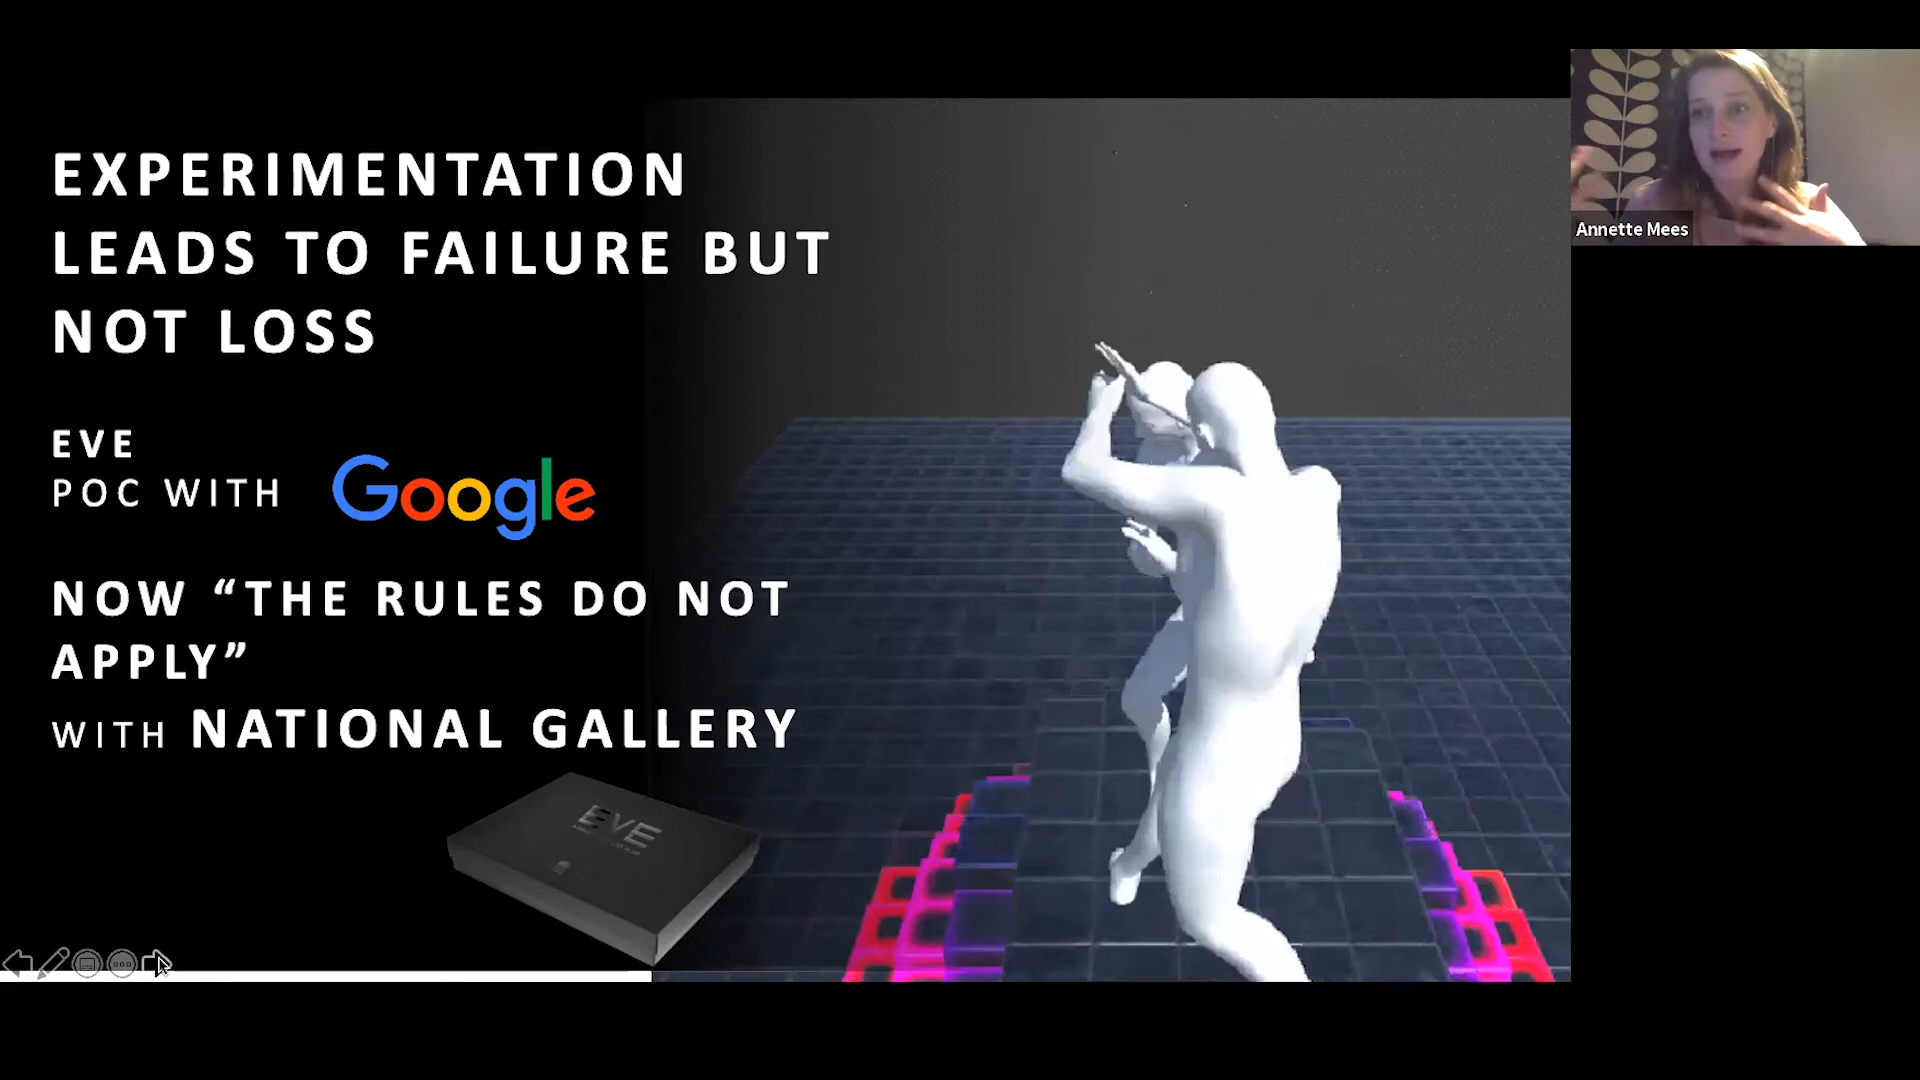 EXPERIMENTATION
LEADS TO FAILURE BUT
NOT LOSS
EVE
POC WITH Google
NOW “THE RULES DO NOT
APPLY”
WITH NATIONAL GALLERY
EVE
Annette Mees